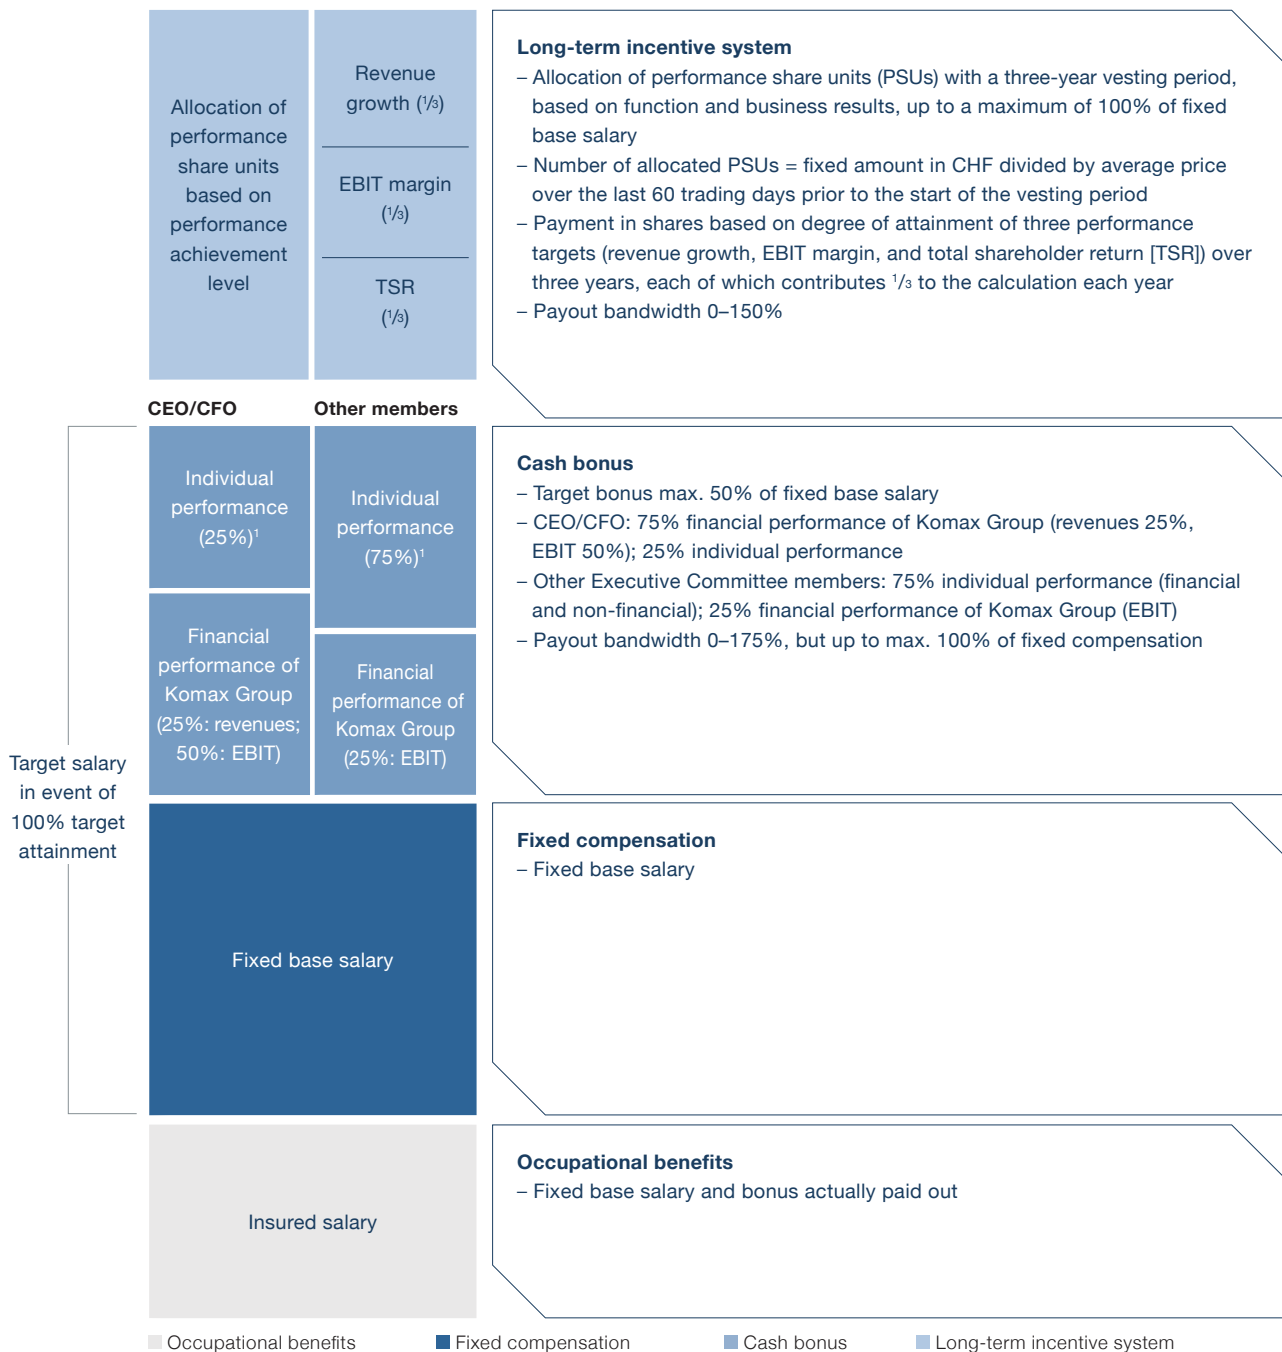 Allocation of
performance
share units
based on
performance
achievement
level
Revenue
growth (1/3)
EBIT margin
(1/3)
TSR
(1/3)
Long-term incentive system
– Allocation of performance share units (PSUs) with a three-year vesting period,
based on function and business results, up to a maximum of 100% of fixed
base salary
– Number of allocated PSUs = fixed amount in CHF divided by average price
over the last 60 trading days prior to the start of the vesting period
– Payment in shares based on degree of attainment of three performance
targets (revenue growth, EBIT margin, and total shareholder return [TSR]) over
three years, each of which contributes 1/3 to the calculation each year
– Payout bandwidth 0–150%
CEO/CFO
Other members
Individual
performance
(25%)1
Individual
performance
(75%)1
Financial
performance of
Komax Group
(25%: revenues;
50%: EBIT)
Financial
performance of
Komax Group
(25%: EBIT)
Cash bonus
– Target bonus max. 50% of fixed base salary
– CEO/CFO: 75% financial performance of Komax Group (revenues 25%,
EBIT 50%); 25% individual performance
– Other Executive Committee members: 75% individual performance (financial
and non-financial); 25% financial performance of Komax Group (EBIT)
– Payout bandwidth 0–175%, but up to max. 100% of fixed compensation
Target salary
in event of
100% target
attainment
Fixed base salary
Fixed compensation
– Fixed base salary
Insured salary
Occupational benefits
– Fixed base salary and bonus actually paid out
Occupational benefits
Fixed compensation
Cash bonus
Long-term incentive system